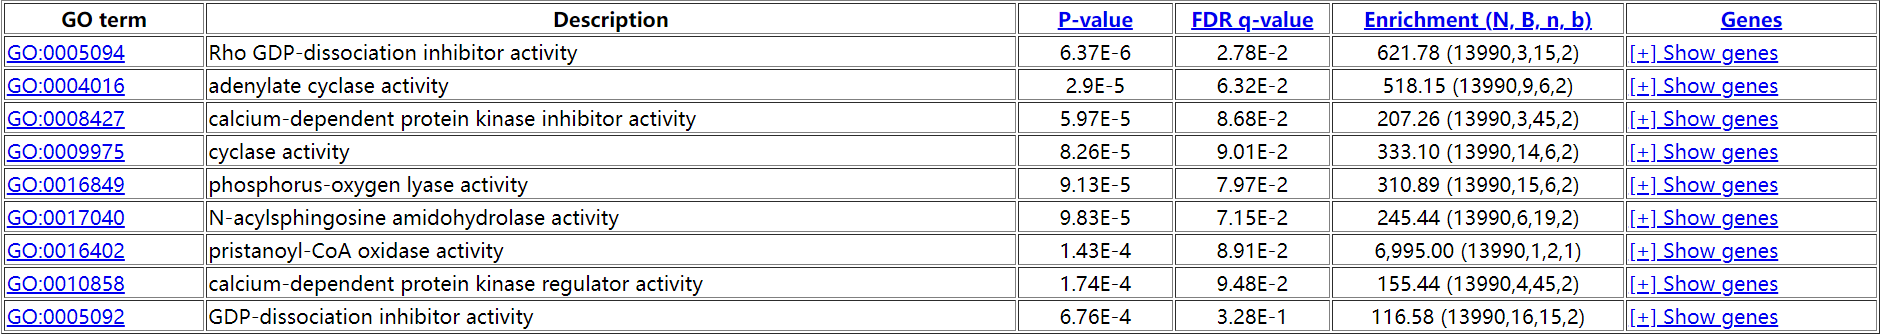 GO term Description P-value FDR q-value Enrichment (N, B, n, b) Genes
GO:0005094 Rho GDP-dissociation inhibitor activity 6.37E-6 2.78E-2 621.78 (13990,3,15,2) [+] Show genes
GO:0004016 adenylate cyclase activity 2.9E-5 6.32E-2 518.15 (13990,9,6,2) [+] Show genes
GO:0008427 calcium-dependent protein kinase inhibitor activity 5.97E-5 8.68E-2 207.26 (13990,3,45,2) [+] Show genes
GO:0009975 cyclase activity 8.26E-5 9.01E-2 333.10 (13990,14,6,2) [+] Show genes
GO:0016849 phosphorus-oxygen lyase activity 9.13E-5 7.97E-2 310.89 (13990,15,6,2) [+] Show genes
GO:0017040 N-acylsphingosine amidohydrolase activity 9.83E-5 7.15E-2 245.44 (13990,6,19,2) [+] Show genes
GO:0016402 pristanoyl-CoA oxidase activity 1.43E-4 8.91E-2 6,995.00 (13990,1,2,1) [+] Show genes
GO:0010858 calcium-dependent protein kinase regulator activity 1.74E-4 9.48E-2 155.44 (13990,4,45,2) [+] Show genes
GO:0005092 GDP-dissociation inhibitor activity 6.76E-4 3.28E-1 116.58 (13990,16,15,2) [+] Show genes